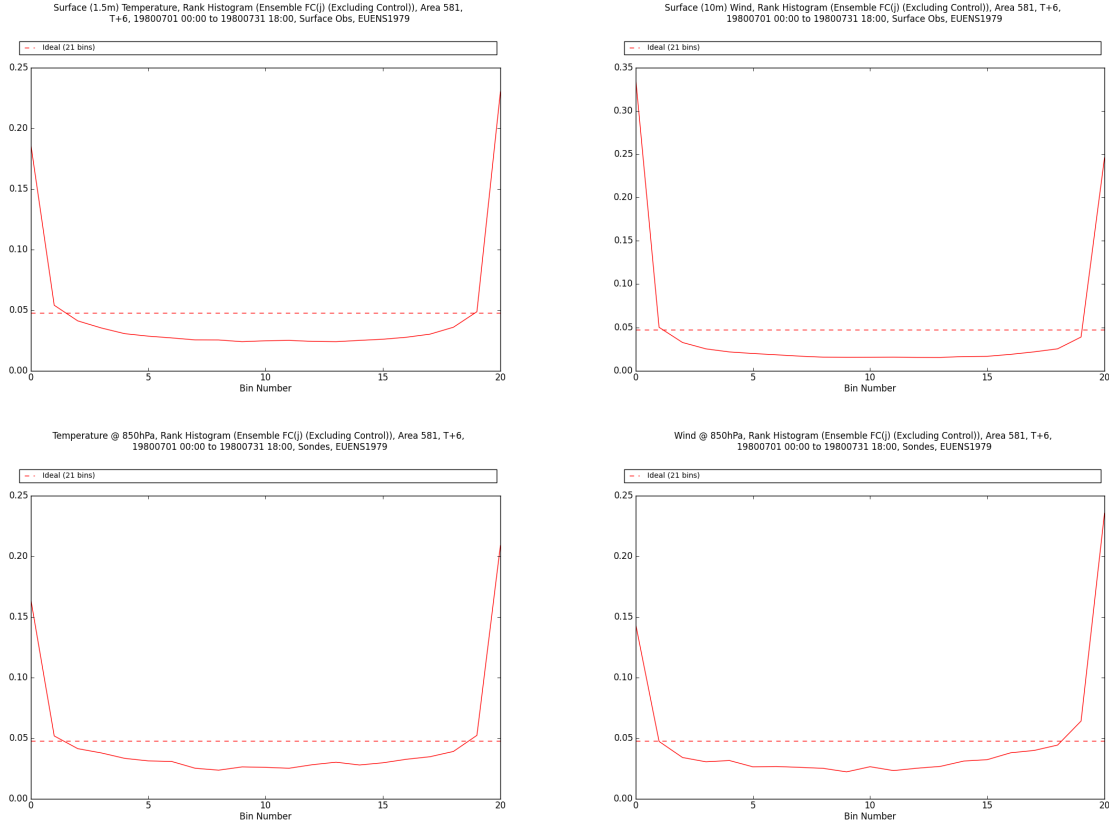 Surface (1.5m) Temperature, Rank Histogram (Ensemble FC(j) (Excluding Control)), Area 581,
T+6, 19800701 00:00 to 19800731 18:00, Surface Obs, EUENS1979
Ideal (21 bins)
0.25
0.20
0.15
0.10
0.05
0.00
0 5 10 15 20
Bin Number
Surface (10m) Wind, Rank Histogram (Ensemble FC(j) (Excluding Control)), Area 581, T+6,
19800701 00:00 to 19800731 18:00, Surface Obs, EUENS1979
Ideal (21 bins)
0.35
0.30
0.25
0.20
0.15
0.10
0.05
0.00
0 5 10 15 20
Bin Number
Temperature @ 850hPa, Rank Histogram (Ensemble FC(j) (Excluding Control)), Area 581, T+6,
19800701 00:00 to 19800731 18:00, Sondes, EUENS1979
Ideal (21 bins)
0.25
0.20
0.15
0.10
0.05
0.00
0 5 10 15 20
Bin Number
Wind @ 850hPa, Rank Histogram (Ensemble FC(j) (Excluding Control)), Area 581, T+6,
19800701 00:00 to 19800731 18:00, Sondes, EUENS1979
Ideal (21 bins)
0.25
0.20
0.15
0.10
0.05
0.00
0 5 10 15 20
Bin Number